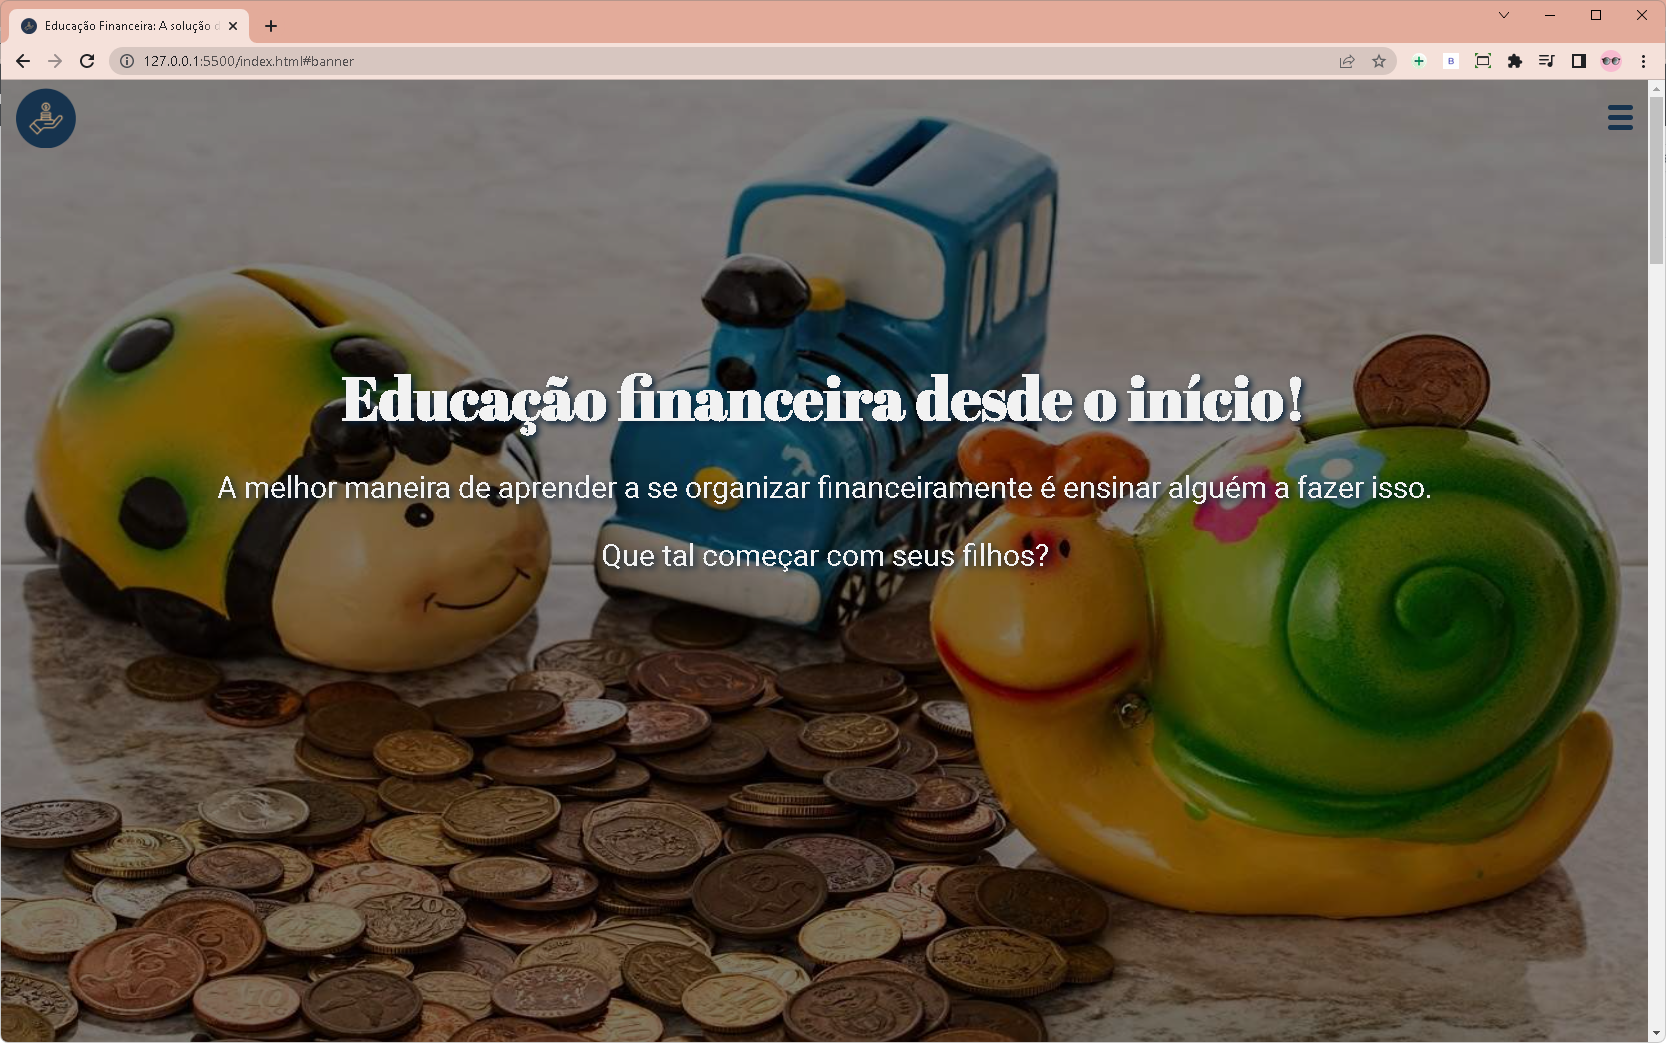 Educação Financeira: A solução d
127.0.0.1:5500/index.html#banner
B
Educação financeira desde o início!
A melhor maneira de aprender a se organizar financeiramente é ensinar alguém a fazer isso.
Que tal começar com seus filhos?